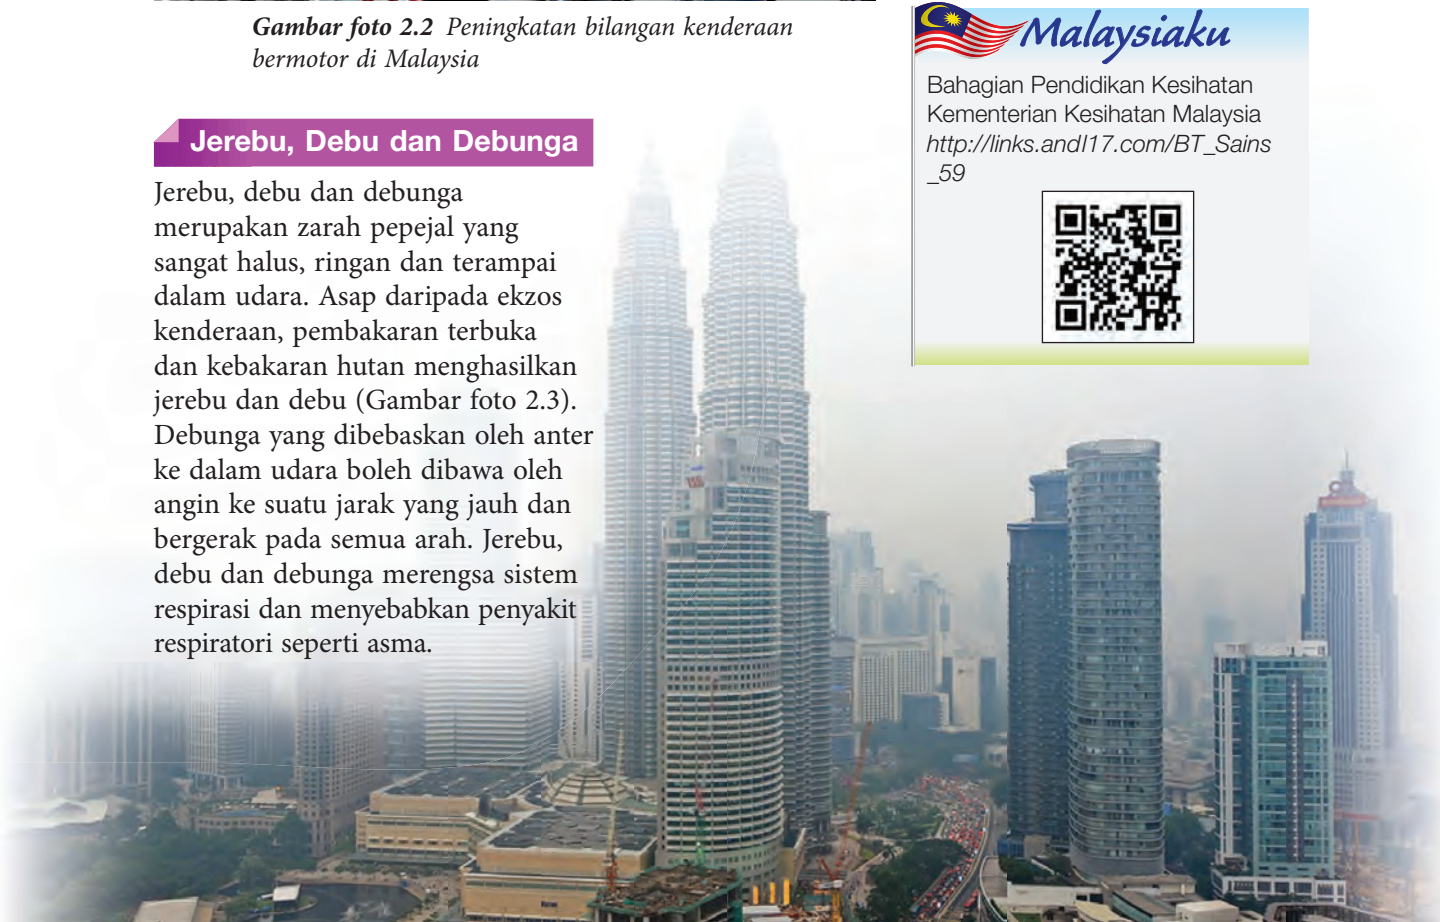 Gambar foto 2.2 Peningkatan bilangan kenderaan
bermotor di Malaysia
Jerebu, Debu dan Debunga
Jerebu, debu dan debunga
merupakan zarah pepejal yang
sangat halus, ringan dan terampai
dalam udara. Asap daripada ekzos
kenderaan, pembakaran terbuka
dan kebakaran hutan menghasilkan
jerebu dan debu (Gambar foto 2.3).
Debunga yang dibebaskan oleh anter
ke dalam udara boleh dibawa oleh
angin ke suatu jarak yang jauh dan
bergerak pada semua arah. Jerebu,
debu dan debunga merengsa sistem
respirasi dan menyebabkan penyakit
respiratori seperti asma.
Malaysiaku
Bahagian Pendidikan Kesihatan
Kementerian Kesihatan Malaysia
http://links.andl17.com/BT_Sains
_59